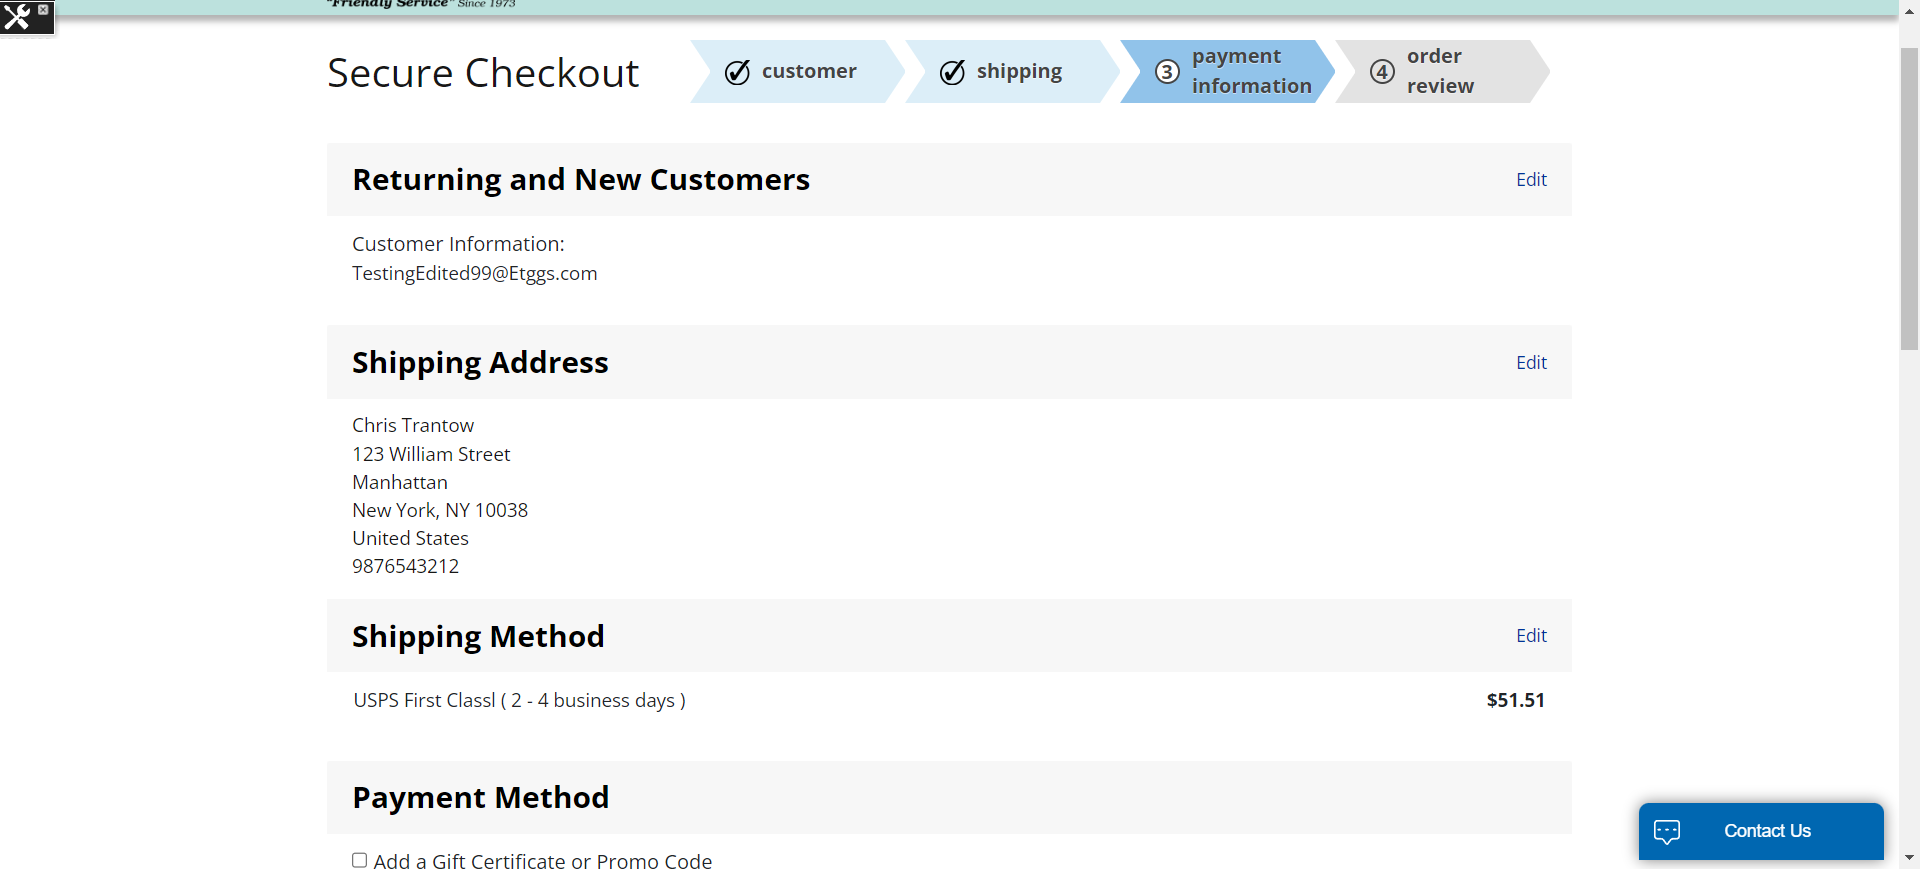 "Friendly Service" Since 1973
Secure Checkout
customer
shipping
3 payment information
4 order review
Returning and New Customers
Edit
Customer Information:
TestingEdited99@Etggs.com
Shipping Address
Edit
Chris Trantow
123 William Street
Manhattan
New York, NY 10038
United States
9876543212
Shipping Method
Edit
USPS First Classl ( 2 - 4 business days )
$51.51
Payment Method
Add a Gift Certificate or Promo Code
Contact Us